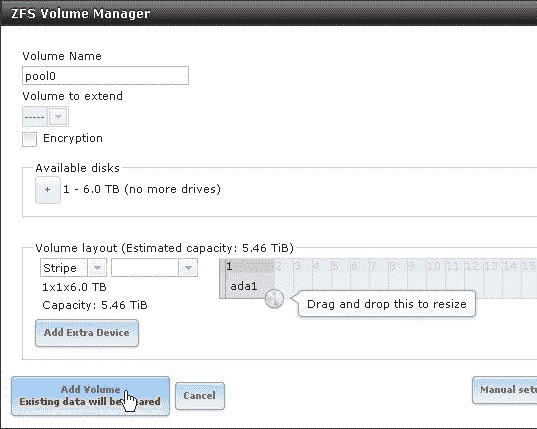 ZFS Volume Manager
Volume Name
pool0
Volume to extend
-----
Encryption
Available disks
+ 1 - 6.0 TB (no more drives)
Volume layout (Estimated capacity: 5.46 TiB)
Stripe
1 2 3 4 5 6 7 8 9 10 11 12 13 14 15
1x1x6.0 TB
ada1
Capacity: 5.46 TiB
Drag and drop this to resize
Add Extra Device
Add Volume
Existing data will be
Cancel
Manual setu